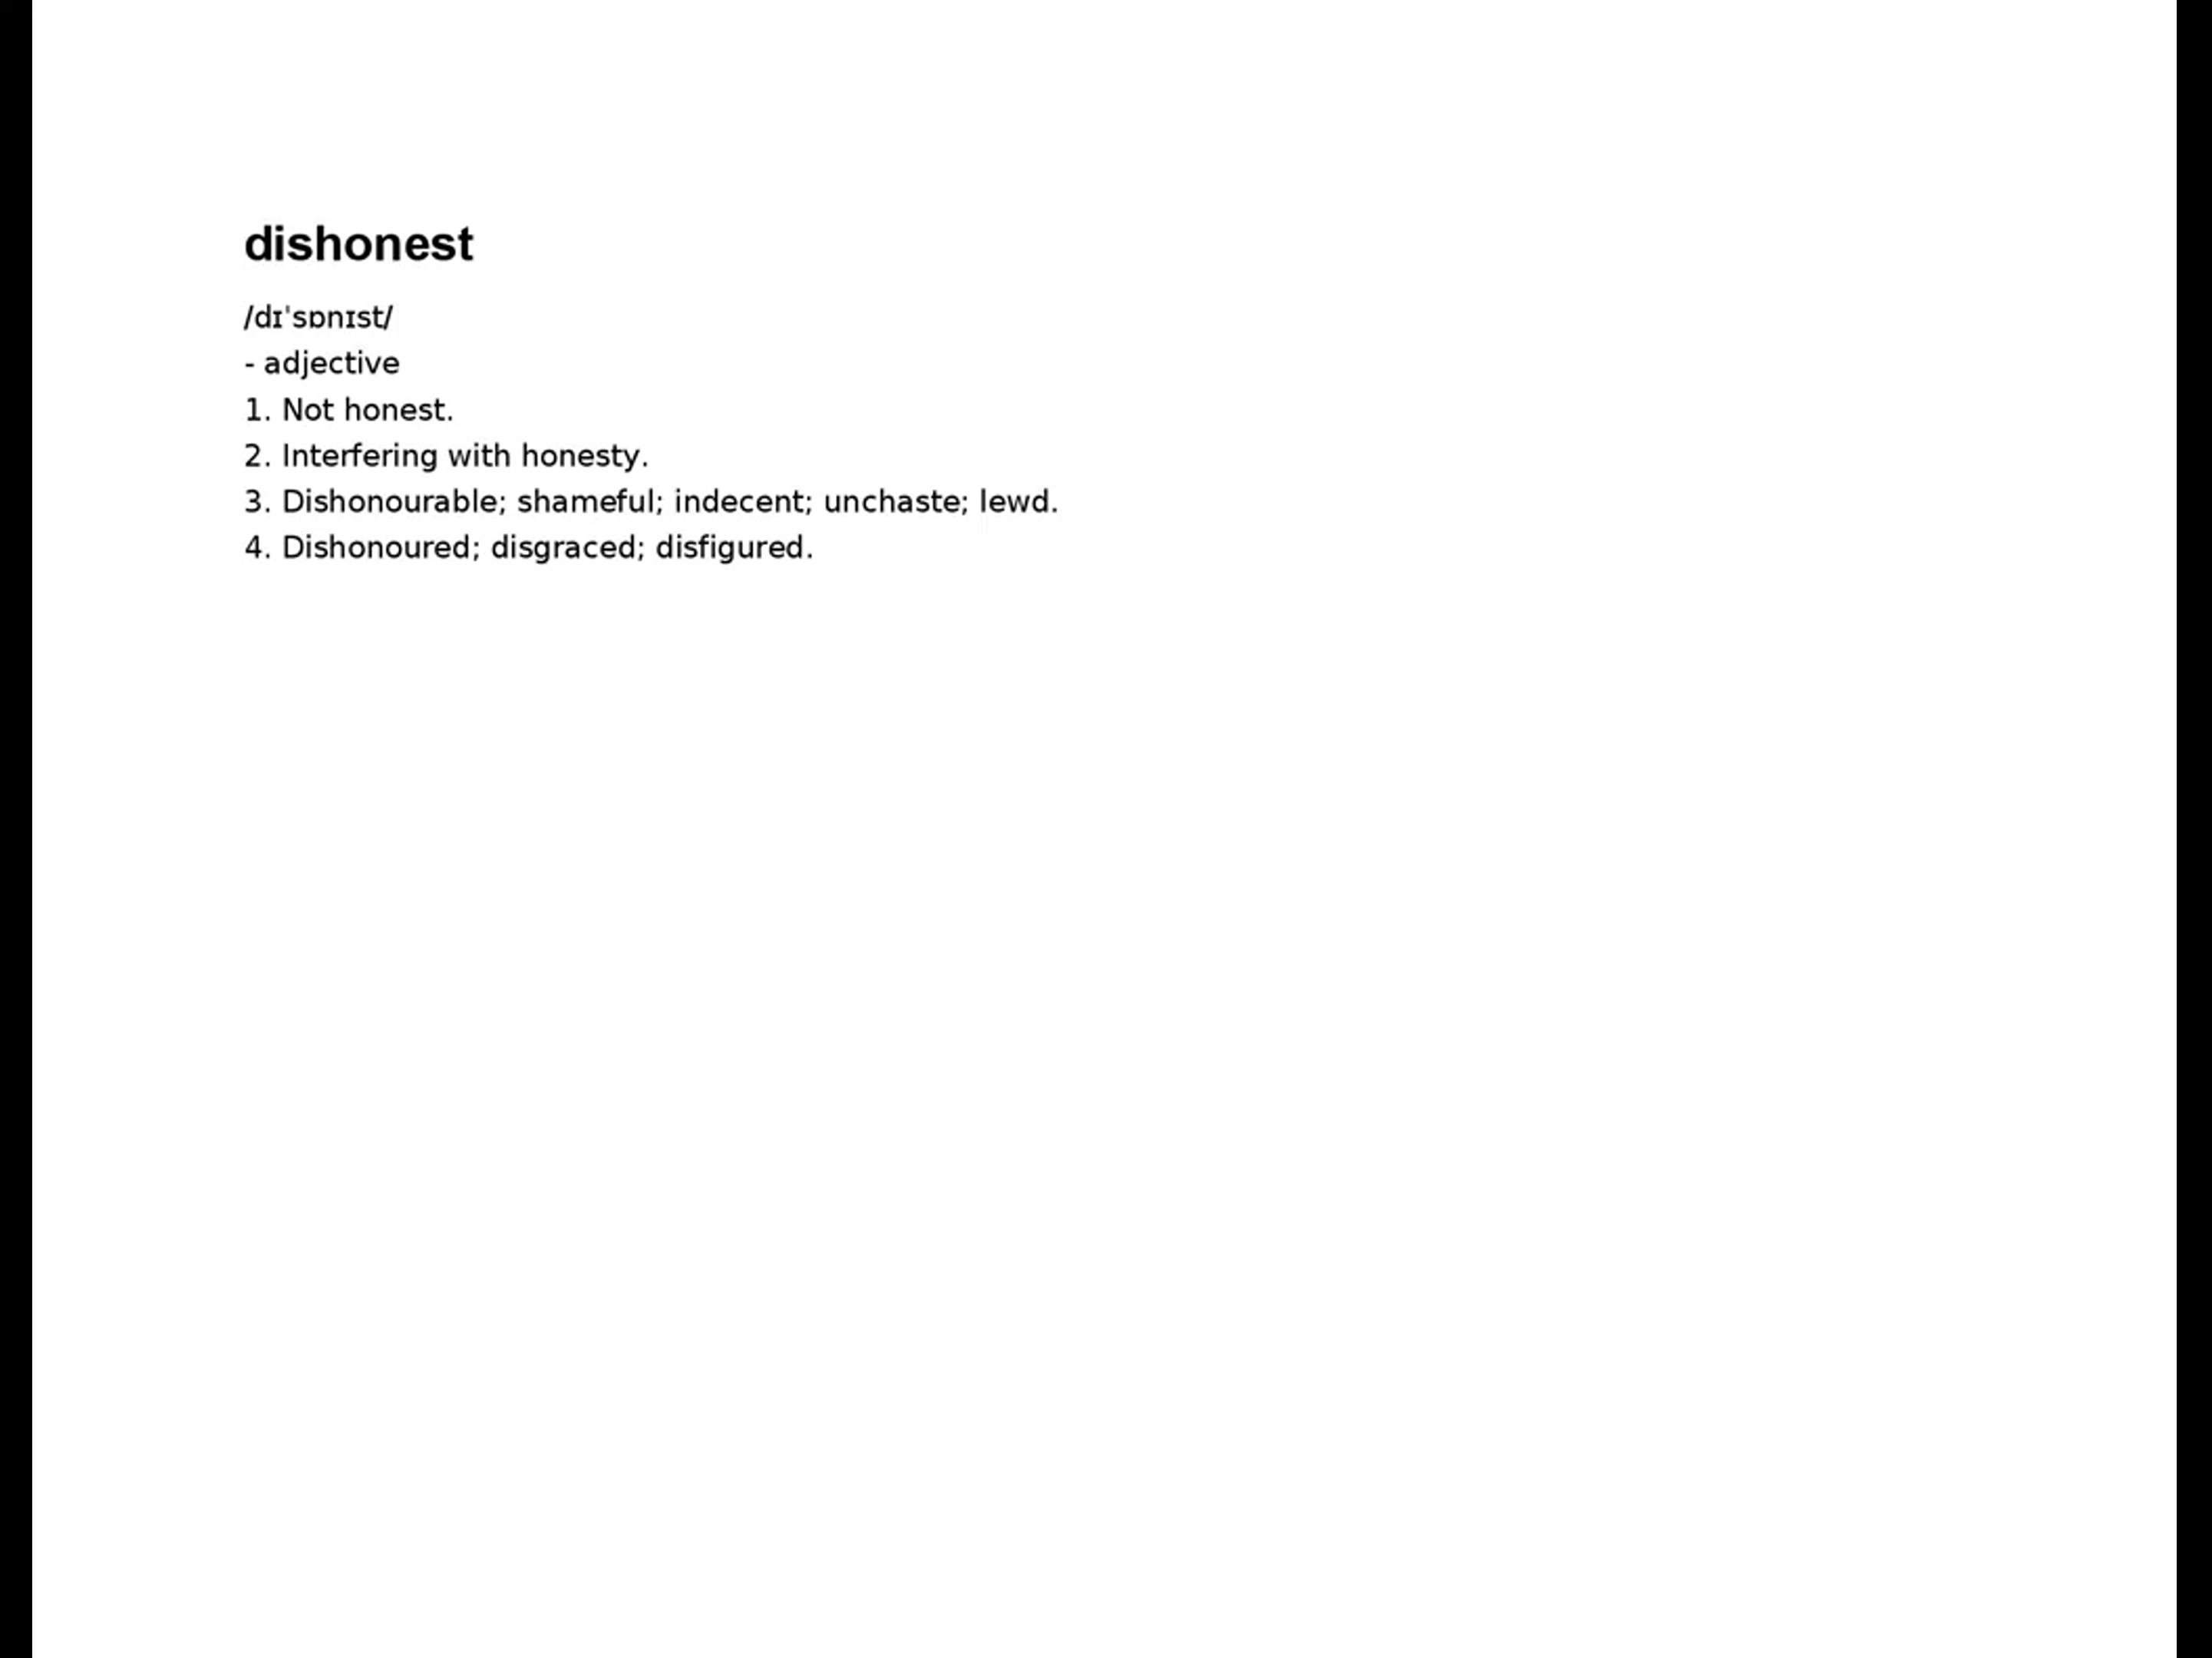 dishonest
/dɪˈsɒnɪst/
- adjective
1. Not honest.
2. Interfering with honesty.
3. Dishonourable; shameful; indecent; unchaste; lewd.
4. Dishonoured; disgraced; disfigured.